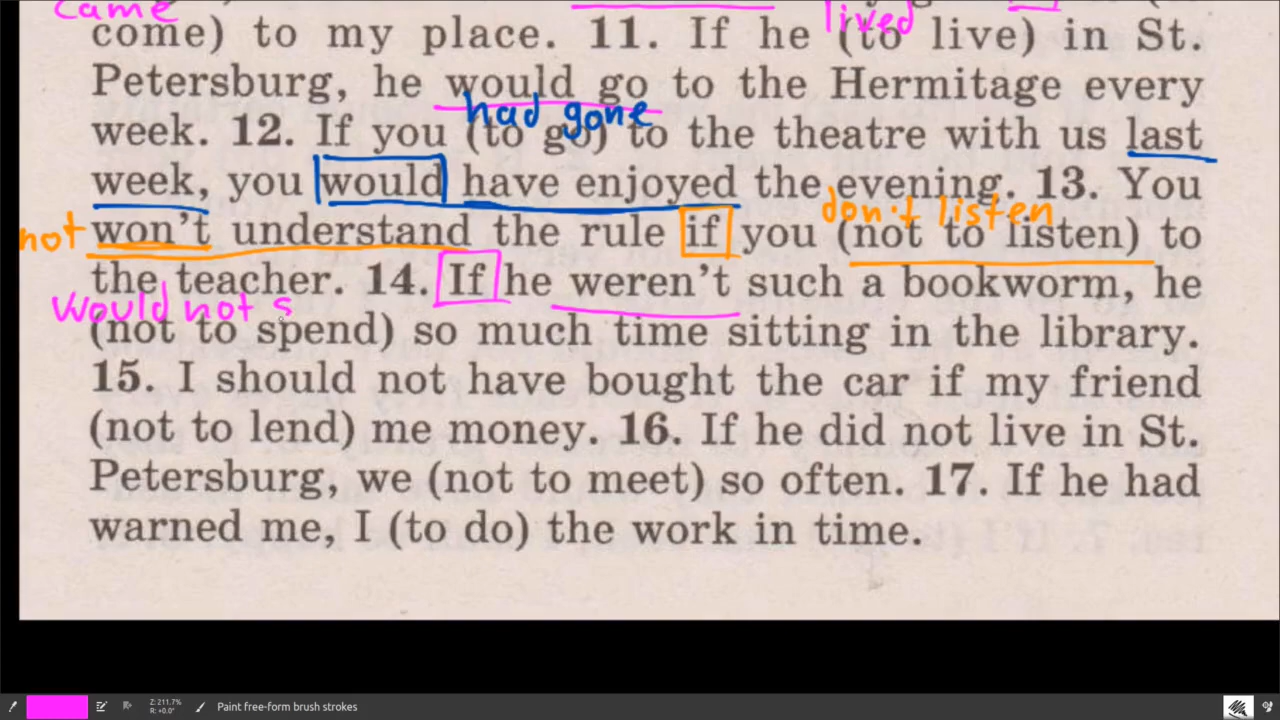 came lived
come) to my place. 11. If he (to live) in St.
Petersburg, he would go to the Hermitage every
had gone
week. 12. If you (to go) to the theatre with us last
week, you would have enjoyed the evening. 13. You
don't listen
not won't understand the rule if you (not to listen) to
the teacher. 14. If he weren't such a bookworm, he
Would not s
(not to spend) so much time sitting in the library.
15. I should not have bought the car if my friend
(not to lend) me money. 16. If he did not live in St.
Petersburg, we (not to meet) so often. 17. If he had
warned me, I (to do) the work in time.
Z: 211.7%
R: +0.0°
Paint free-form brush strokes